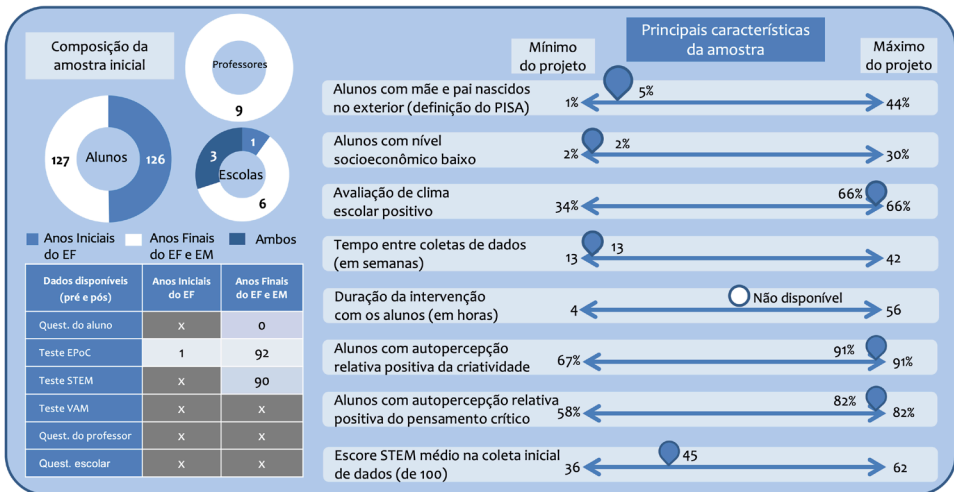 Composição da
amostra inicial
Professores
9
127
Alunos
126
3
1
Escolas
6
Anos Iniciais
do EF
Anos Finais
do EF e EM
Ambos
Dados disponíveis
(pré e pós)
Anos Iniciais
do EF
Anos Finais
do EF e EM
Quest. do aluno
x
0
Teste EPoC
1
92
Teste STEM
x
90
Teste VAM
x
x
Quest. do professor
x
x
Quest. escolar
x
x
Principais características
da amostra
Mínimo
do projeto
Máximo
do projeto
Alunos com mãe e pai nascidos
no exterior (definição do PISA)
1%
5%
44%
Alunos com nível
socioeconômico baixo
2%
2%
30%
Avaliação de clima
escolar positivo
34%
66%
66%
Tempo entre coletas de dados
(em semanas)
13
13
42
Duração da intervenção
com os alunos (em horas)
4
Não disponível
56
Alunos com autopercepção
relativa positiva da criatividade
67%
91%
91%
Alunos com autopercepção relativa
positiva do pensamento crítico
58%
82%
82%
Escore STEM médio na coleta inicial
de dados (de 100)
36
45
62